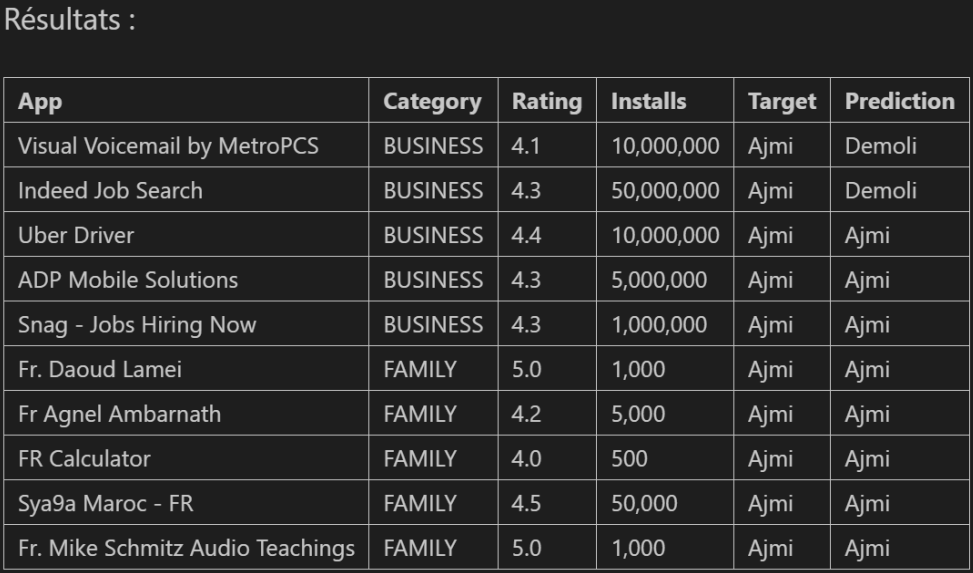 Résultats :
App Category Rating Installs Target Prediction
Visual Voicemail by MetroPCS BUSINESS 4.1 10,000,000 Ajmi Demoli
Indeed Job Search BUSINESS 4.3 50,000,000 Ajmi Demoli
Uber Driver BUSINESS 4.4 10,000,000 Ajmi Ajmi
ADP Mobile Solutions BUSINESS 4.3 5,000,000 Ajmi Ajmi
Snag - Jobs Hiring Now BUSINESS 4.3 1,000,000 Ajmi Ajmi
Fr. Daoud Lamei FAMILY 5.0 1,000 Ajmi Ajmi
Fr Agnel Ambarnath FAMILY 4.2 5,000 Ajmi Ajmi
FR Calculator FAMILY 4.0 500 Ajmi Ajmi
Sya9a Maroc - FR FAMILY 4.5 50,000 Ajmi Ajmi
Fr. Mike Schmitz Audio Teachings FAMILY 5.0 1,000 Ajmi Ajmi